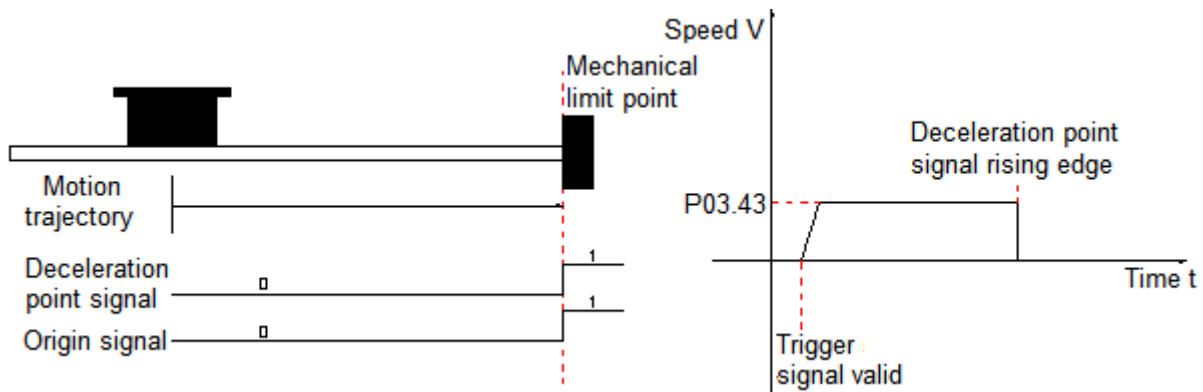 Mechanical
limit point
Motion
trajectory
Deceleration
point signal
0
1
Origin signal
0
1
Speed V
Deceleration point
signal rising edge
P03.43
Time t
Trigger
signal valid